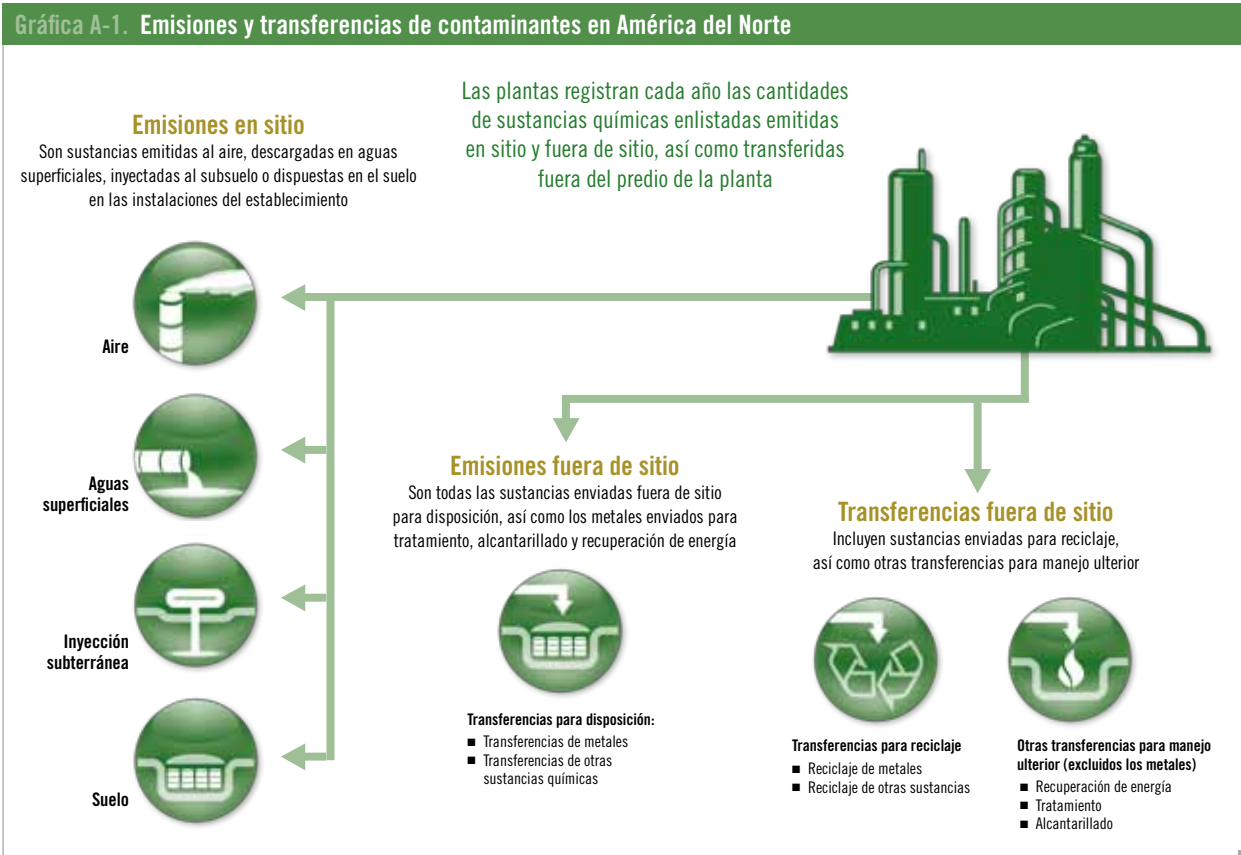 Gráfica A-1. Emisiones y transferencias de contaminantes en América del Norte
Las plantas registran cada año las cantidades
de sustancias químicas enlistadas emitidas
en sitio y fuera de sitio, así como transferidas
fuera del predio de la planta
Emisiones en sitio
Son sustancias emitidas al aire, descargadas en aguas
superficiales, inyectadas al subsuelo o dispuestas en el suelo
en las instalaciones del establecimiento
Aire
Aguas
superficiales
Inyección
subterránea
Suelo
Emisiones fuera de sitio
Son todas las sustancias enviadas fuera de sitio
para disposición, así como los metales enviados para
tratamiento, alcantarillado y recuperación de energía
Transferencias para disposición:
■ Transferencias de metales
■ Transferencias de otras
sustancias químicas
Transferencias fuera de sitio
Incluyen sustancias enviadas para reciclaje,
así como otras transferencias para manejo ulterior
Transferencias para reciclaje
■ Reciclaje de metales
■ Reciclaje de otras sustancias
Otras transferencias para manejo
ulterior (excluidos los metales)
■ Recuperación de energía
■ Tratamiento
■ Alcantarillado